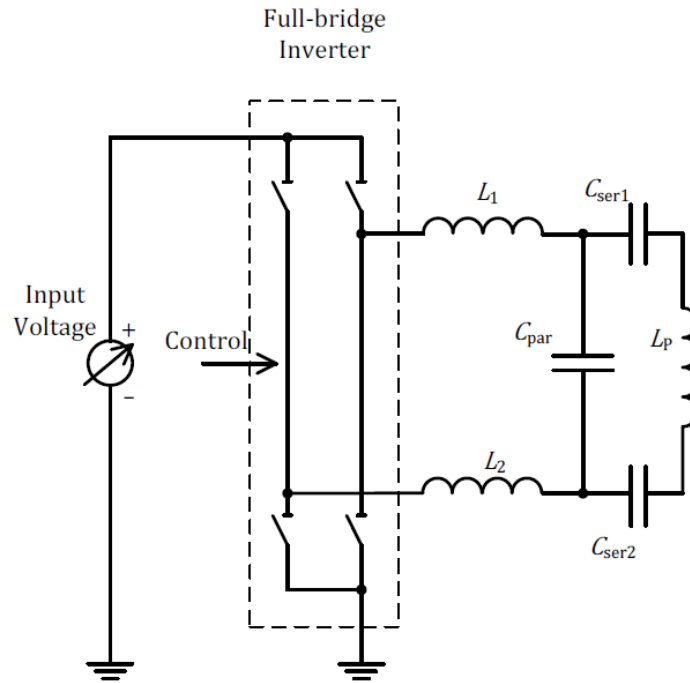 Full-bridge
Inverter
L1
Cser1
Input
Voltage
+
−
Control
Cpar
LP
L2
Cser2